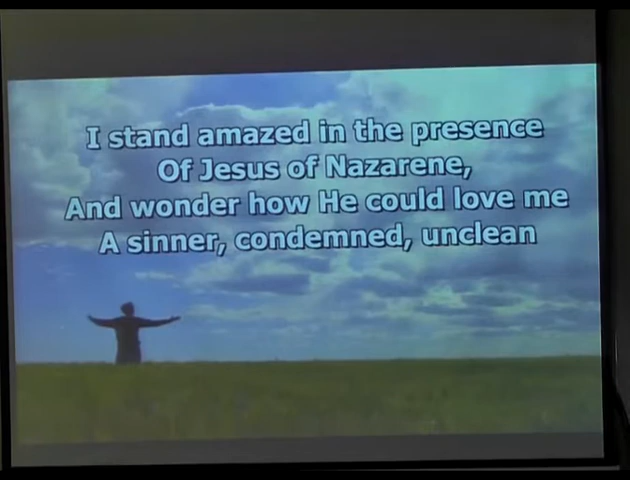 I stand amazed in the presence
Of Jesus of Nazarene,
And wonder how He could love me
A sinner, condemned, unclean